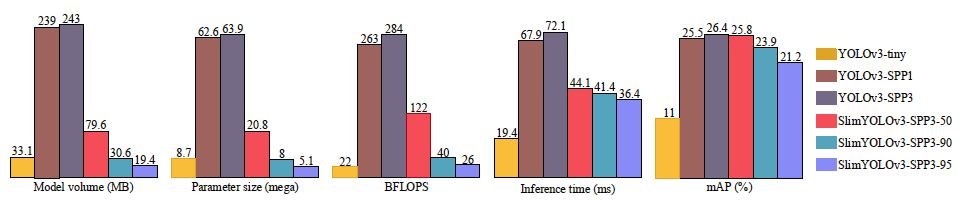 33.1 239 243 79.6 30.6 19.4
Model volume (MB)
8.7 62.6 63.9 20.8 8 5.1
Parameter size (mega)
22 263 284 122 40 26
BFLOPS
19.4 67.9 72.1 44.1 41.4 36.4
Inference time (ms)
11 25.5 26.4 25.8 23.9 21.2
mAP (%)
YOLOv3-tiny
YOLOv3-SPP1
YOLOv3-SPP3
SlimYOLOv3-SPP3-50
SlimYOLOv3-SPP3-90
SlimYOLOv3-SPP3-95